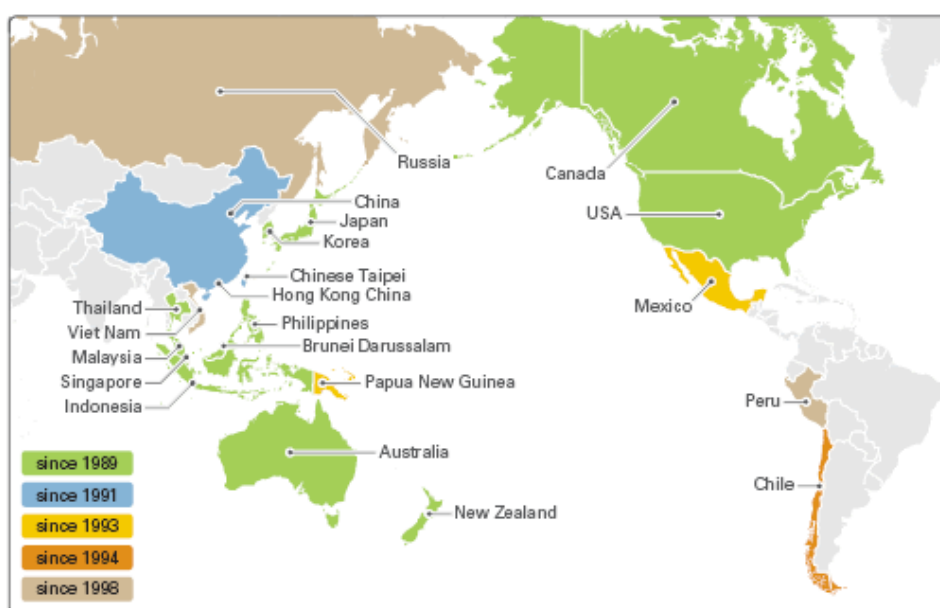 Russia
Canada
China
USA
Japan
Korea
Chinese Taipei
Hong Kong China
Thailand
Mexico
Philippines
Viet Nam
Brunei Darussalam
Malaysia
Singapore
Papua New Guinea
Indonesia
Peru
Australia
since 1989
Chile
since 1991
New Zealand
since 1993
since 1994
since 1998